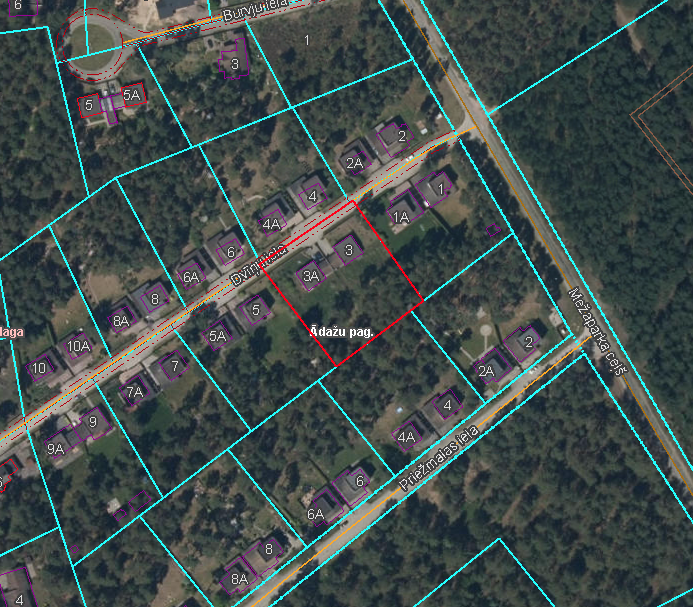 6
Burvju iela
1
3
5
5A
2
2A
1
4
1A
4A
3
6
Dvīņu iela
3A
6A
8
5
8A
5A
Mežaparka ceļš
laga
Ādažu pag.
10A
2
10
7
2A
7A
4
9
4A
9A
Priežmalas iela
6
6A
8
8A
4